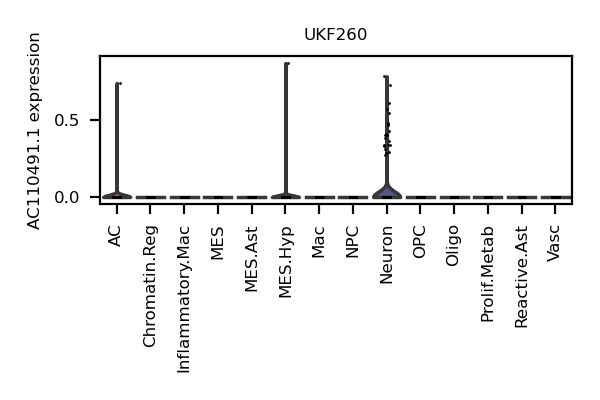 UKF260
AC110491.1 expression
0.5
0.0
AC
Chromatin.Reg
Inflammatory.Mac
MES
MES.Ast
MES.Hyp
Mac
NPC
Neuron
OPC
Oligo
Prolif.Metab
Reactive.Ast
Vasc